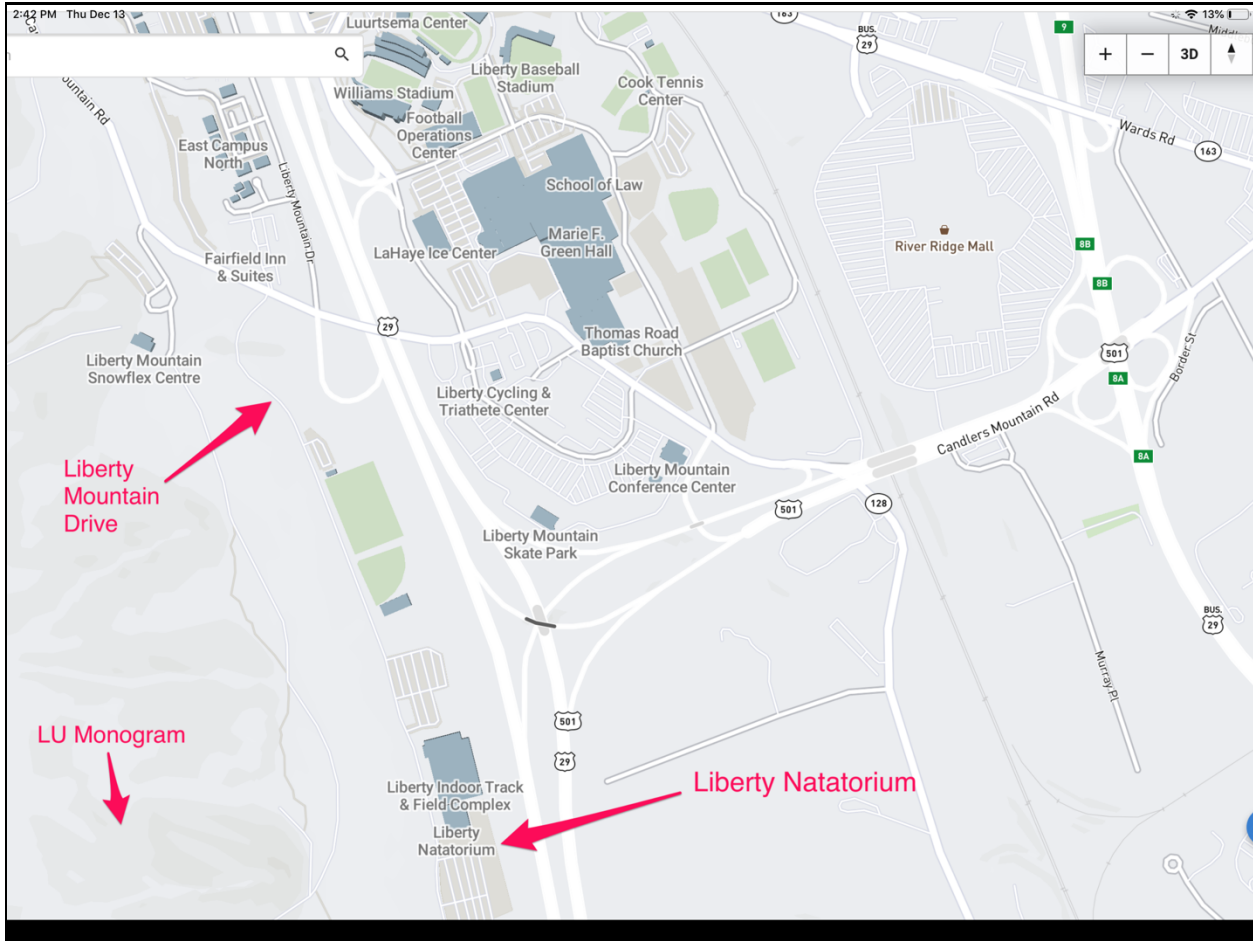 2:42 PM Thu Dec 13
13%
Luurtsema Center
163
BUS.
29
9
+
−
3D
Liberty Baseball
Stadium
Cook Tennis
Center
Williams Stadium
Football
Operations
Center
ountain Rd
East Campus
North
Wards Rd
163
Liberty Mountain Dr
School of Law
Marie F.
Green Hall
LaHaye Ice Center
River Ridge Mall
8B
8B
Fairfield Inn
& Suites
29
Thomas Road
Baptist Church
501
8A
Border St
Liberty Mountain
Snowflex Centre
Liberty Cycling &
Triathete Center
Candlers Mountain Rd
8A
Liberty
Mountain
Drive
Liberty Mountain
Conference Center
501
128
Liberty Mountain
Skate Park
BUS.
29
Murray Pl
501
29
LU Monogram
Liberty Indoor Track
& Field Complex
Liberty Natatorium
Liberty
Natatorium